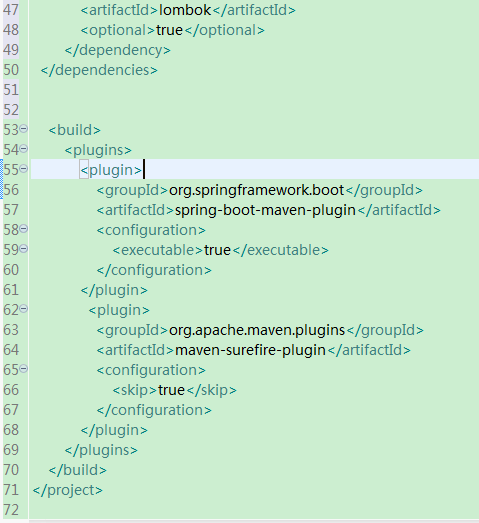 47 <artifactId>lombok</artifactId>
48 <optional>true</optional>
49 </dependency>
50 </dependencies>
51
52
53 <build>
54 <plugins>
55 <plugin>
56 <groupId>org.springframework.boot</groupId>
57 <artifactId>spring-boot-maven-plugin</artifactId>
58 <configuration>
59 <executable>true</executable>
60 </configuration>
61 </plugin>
62 <plugin>
63 <groupId>org.apache.maven.plugins</groupId>
64 <artifactId>maven-surefire-plugin</artifactId>
65 <configuration>
66 <skip>true</skip>
67 </configuration>
68 </plugin>
69 </plugins>
70 </build>
71 </project>
72